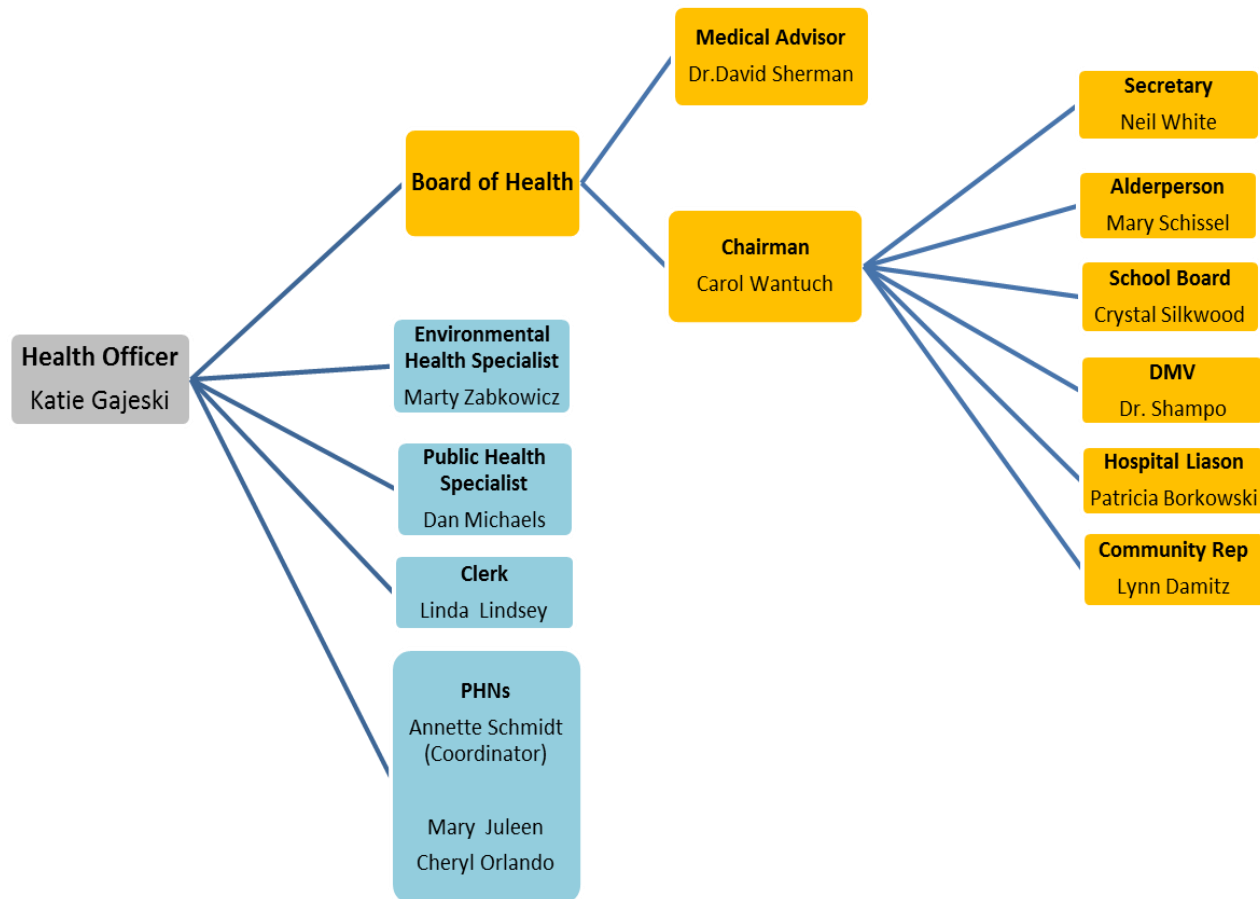 Medical Advisor
Dr.David Sherman
Secretary
Neil White
Board of Health
Alderperson
Mary Schissel
Chairman
Carol Wantuch
School Board
Crystal Silkwood
Health Officer
Katie Gajeski
Environmental
Health Specialist
Marty Zabkowicz
DMV
Dr. Shampo
Public Health
Specialist
Dan Michaels
Hospital Liason
Patricia Borkowski
Clerk
Linda Lindsey
Community Rep
Lynn Damitz
PHNs
Annette Schmidt
(Coordinator)
Mary Juleen
Cheryl Orlando